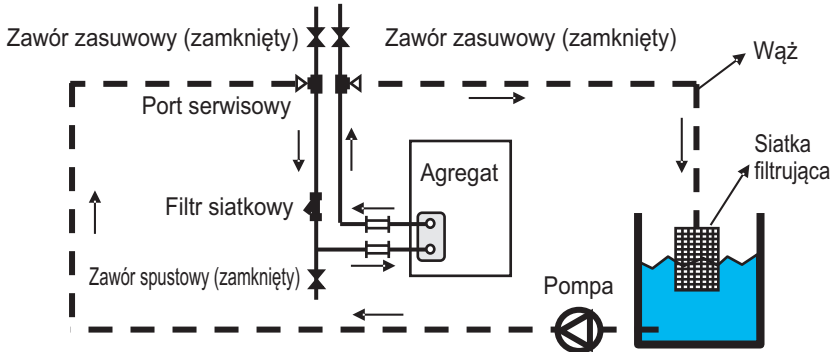 Zawór zasuwowy (zamknięty)
Zawór zasuwowy (zamknięty)
Wąż
Port serwisowy
Siatka
filtrująca
Agregat
Filtr siatkowy
Zawór spustowy (zamknięty)
Pompa